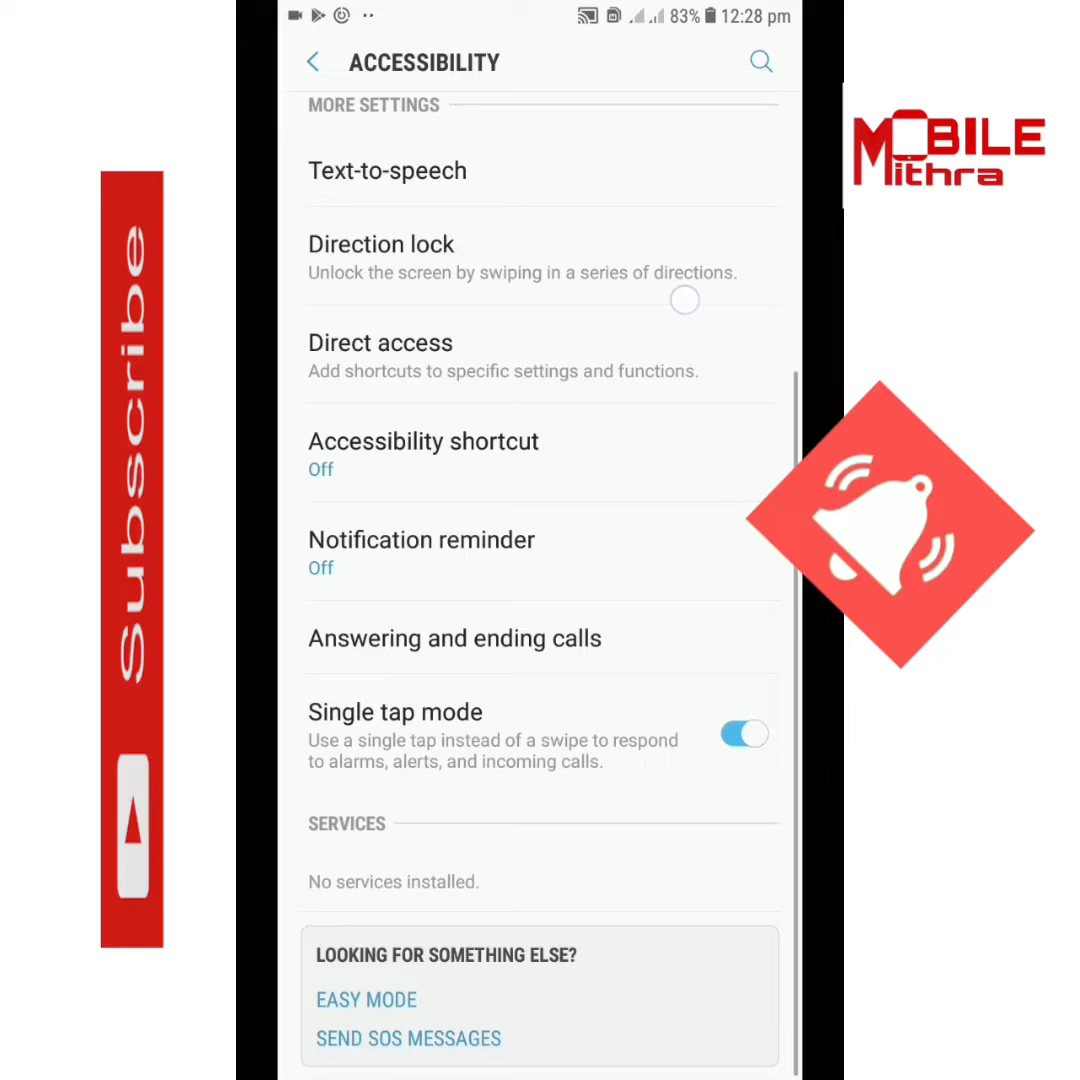 83% 12:28 pm
ACCESSIBILITY
MORE SETTINGS
Text-to-speech
Direction lock
Unlock the screen by swiping in a series of directions.
Direct access
Add shortcuts to specific settings and functions.
Accessibility shortcut
Off
Notification reminder
Off
Answering and ending calls
Single tap mode
Use a single tap instead of a swipe to respond
to alarms, alerts, and incoming calls.
SERVICES
No services installed.
LOOKING FOR SOMETHING ELSE?
EASY MODE
SEND SOS MESSAGES
Subscribe
MOBILE
Mithra